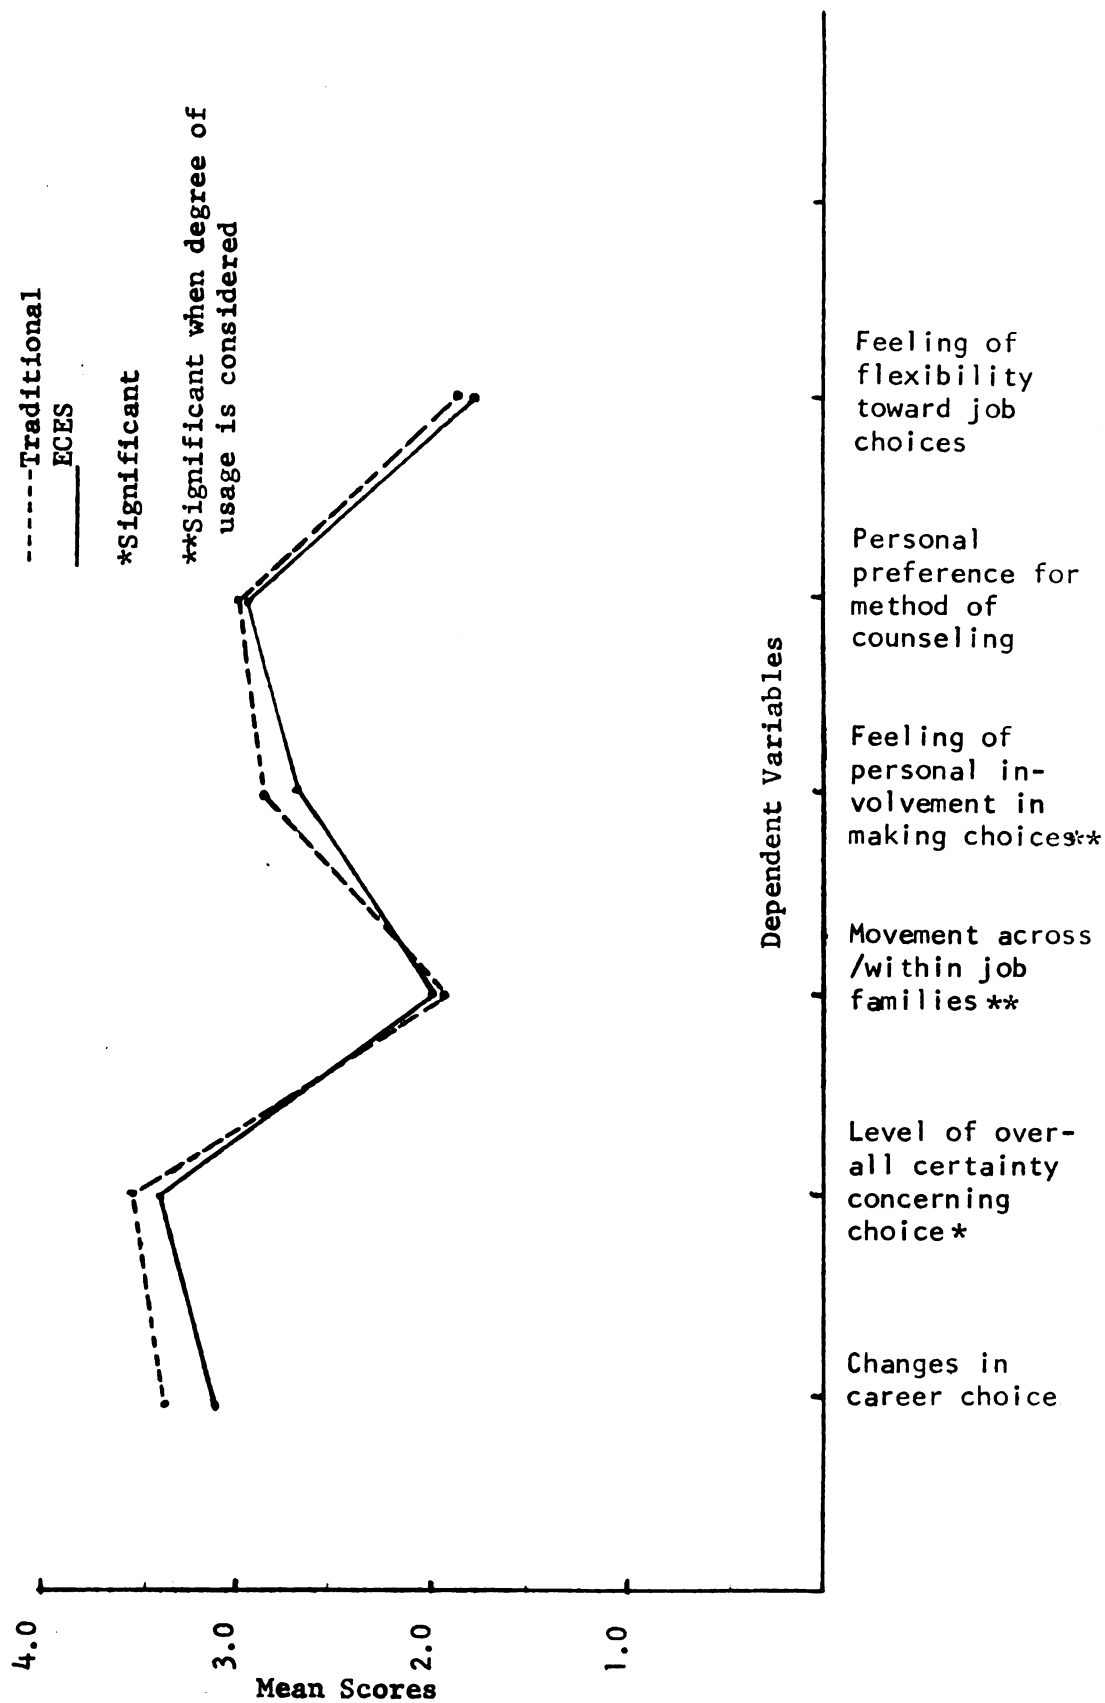 ------Traditional
ECES
*Significant
**Significant when degree of
usage is considered
4.0
3.0
2.0
1.0
Mean Scores
Dependent Variables
Changes in
career choice
Level of over-
all certainty
concerning
choice*
Movement across
/within job
families**
Feeling of
personal in-
volvement in
making choices**
Personal
preference for
method of
counseling
Feeling of
flexibility
toward job
choices